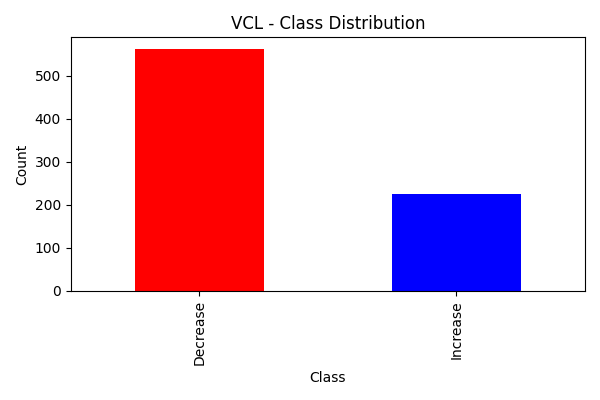 VCL - Class Distribution
Count
500
400
300
200
100
0
Decrease
Increase
Class